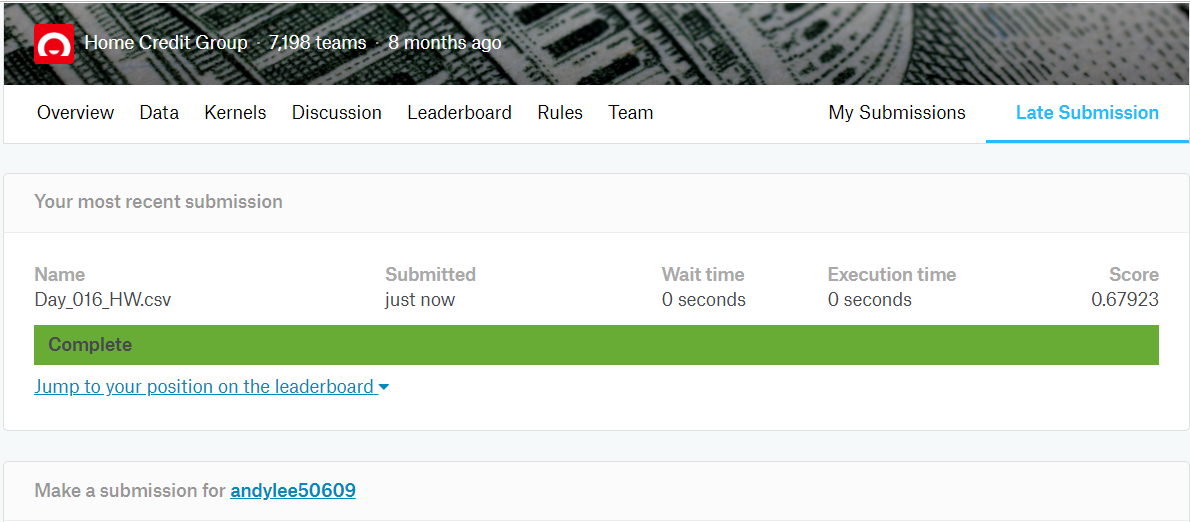 Home Credit Group · 7,198 teams · 8 months ago
Overview Data Kernels Discussion Leaderboard Rules Team My Submissions Late Submission
Your most recent submission
Name Submitted Wait time Execution time Score
Day_016_HW.csv just now 0 seconds 0 seconds 0.67923
Complete
Jump to your position on the leaderboard
Make a submission for andylee50609